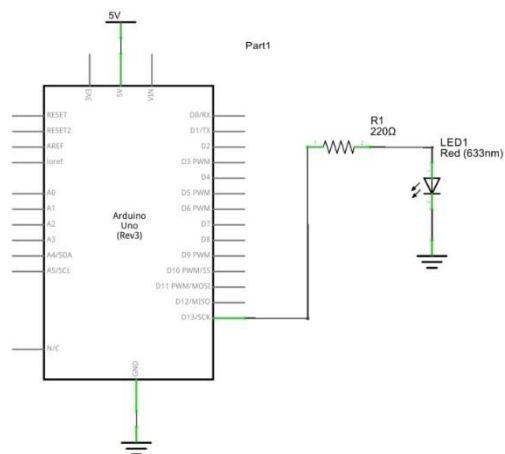 5V
Part1
3V3
5V
VIN
RESET
RESET2
AREF
ioref
A0
A1
A2
A3
A4/SDA
A5/SCL
N/C
Arduino
Uno
(Rev3)
D0/RX
D1/TX
D2
D3 PWM
D4
D5 PWM
D6 PWM
D7
D8
D9 PWM
D10 PWM/SS
D11 PWM/MOSI
D12/MISO
D13/SCK
GND
R1
220Ω
LED1
Red (633nm)